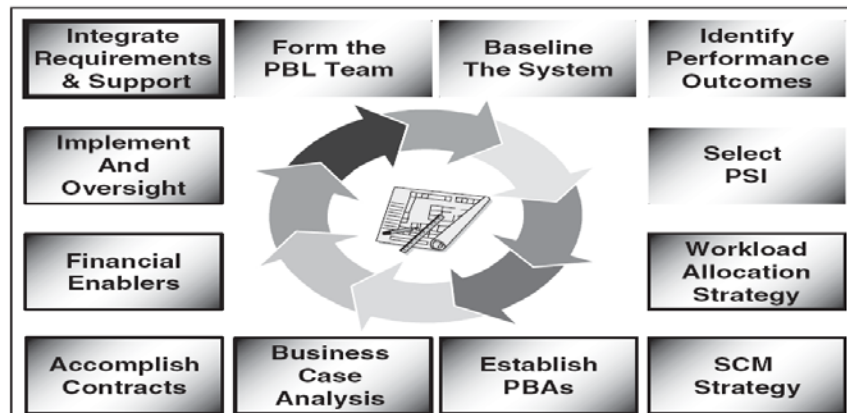 Integrate
Requirements
& Support
Form the
PBL Team
Baseline
The System
Identify
Performance
Outcomes
Implement
And
Oversight
Select
PSI
Financial
Enablers
Workload
Allocation
Strategy
Accomplish
Contracts
Business
Case
Analysis
Establish
PBAs
SCM
Strategy